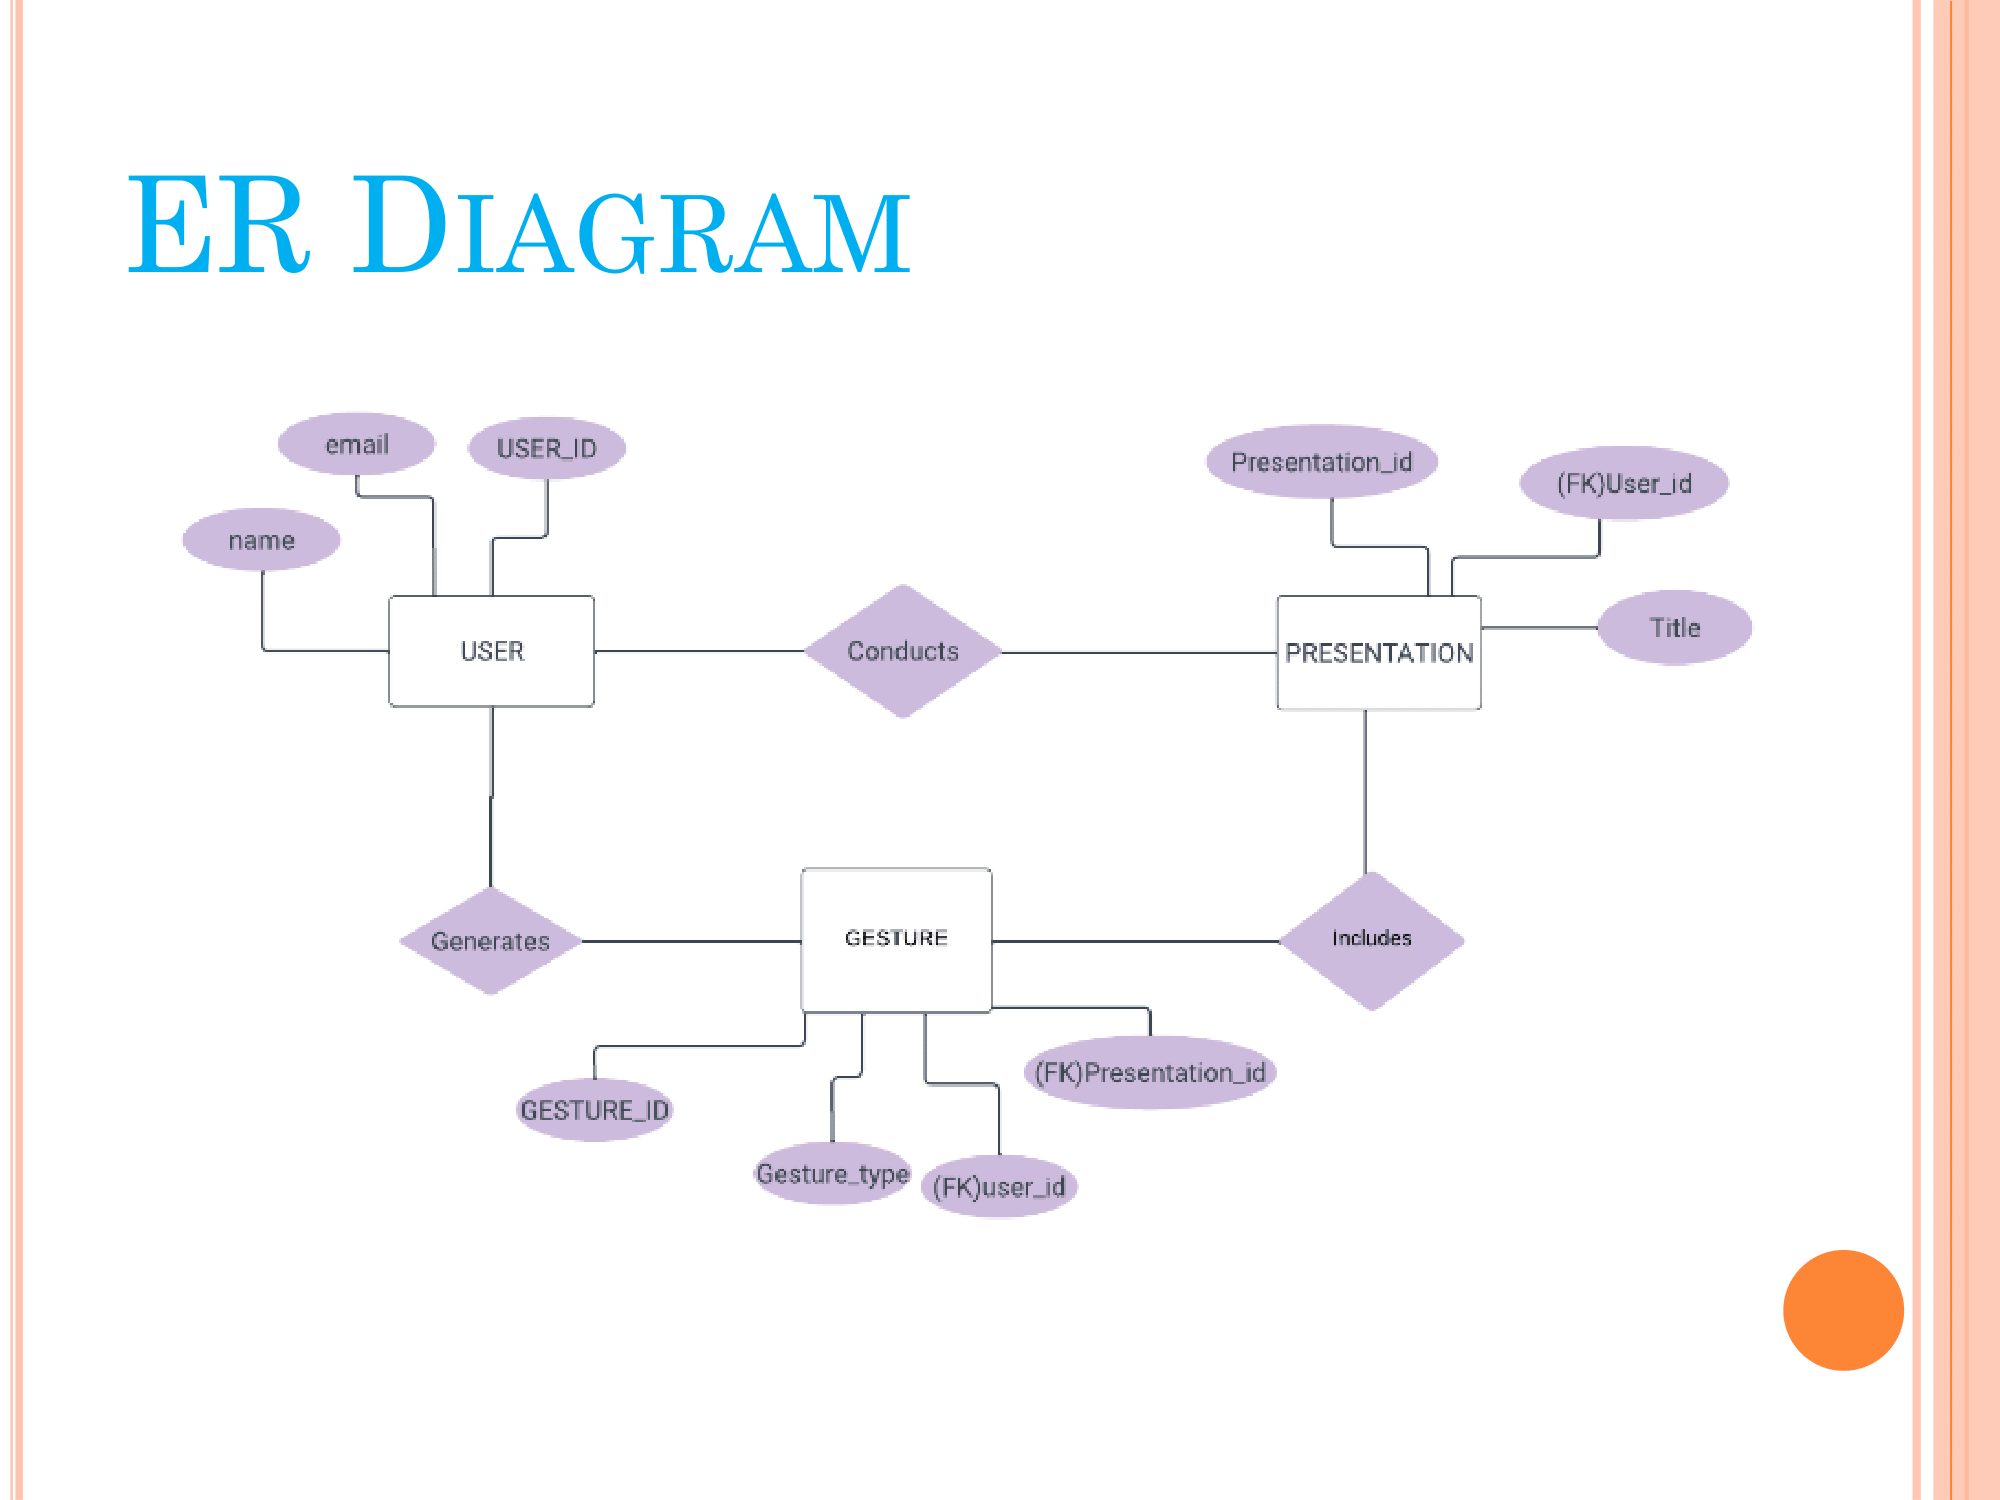 ER DIAGRAM
email
USER_ID
name
Presentation_id
(FK)User_id
Title
USER
Conducts
PRESENTATION
Generates
GESTURE
Includes
GESTURE_ID
Gesture_type
(FK)user_id
(FK)Presentation_id